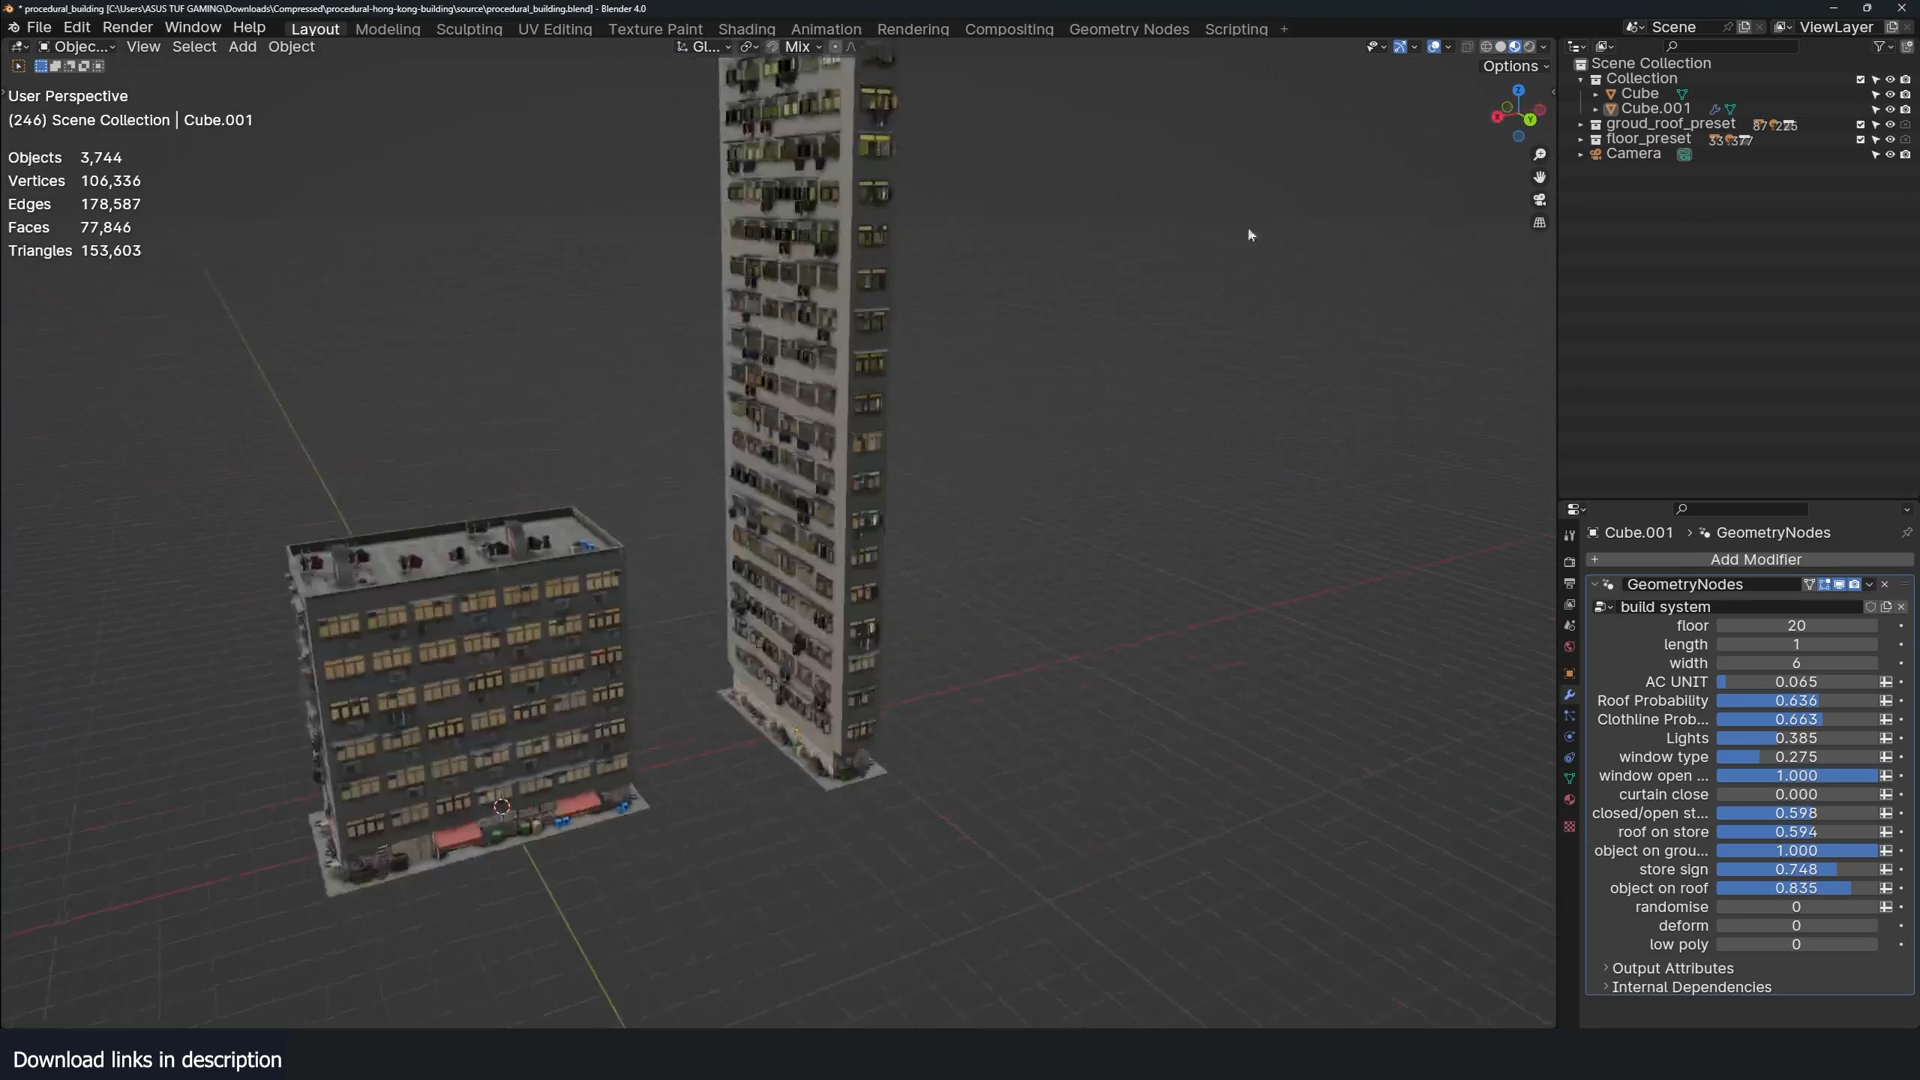 * procedural_building [C:\Users\ASUS TUF GAMING\Downloads\Compressed\procedural-hong-kong-building\source\procedural_building.blend] - Blender 4.0
File Edit Render Window Help Layout Modeling Sculpting UV Editing Texture Paint Shading Animation Rendering Compositing Geometry Nodes Scripting + Scene ViewLayer
Objec... View Select Add Object Gl... Mix
Options
User Perspective
(246) Scene Collection | Cube.001
Objects 3,744
Vertices 106,336
Edges 178,587
Faces 77,846
Triangles 153,603
Z
X
Y
Scene Collection
Collection
Cube
Cube.001
groud_roof_preset
floor_preset
Camera
Cube.001 > GeometryNodes
+ Add Modifier
GeometryNodes
build system
floor 20
length 1
width 6
AC UNIT 0.065
Roof Probability 0.636
Clothline Prob... 0.663
Lights 0.385
window type 0.275
window open ... 1.000
curtain close 0.000
closed/open st... 0.598
roof on store 0.594
object on grou... 1.000
store sign 0.748
object on roof 0.835
randomise 0
deform 0
low poly 0
Output Attributes
Internal Dependencies
Download links in description